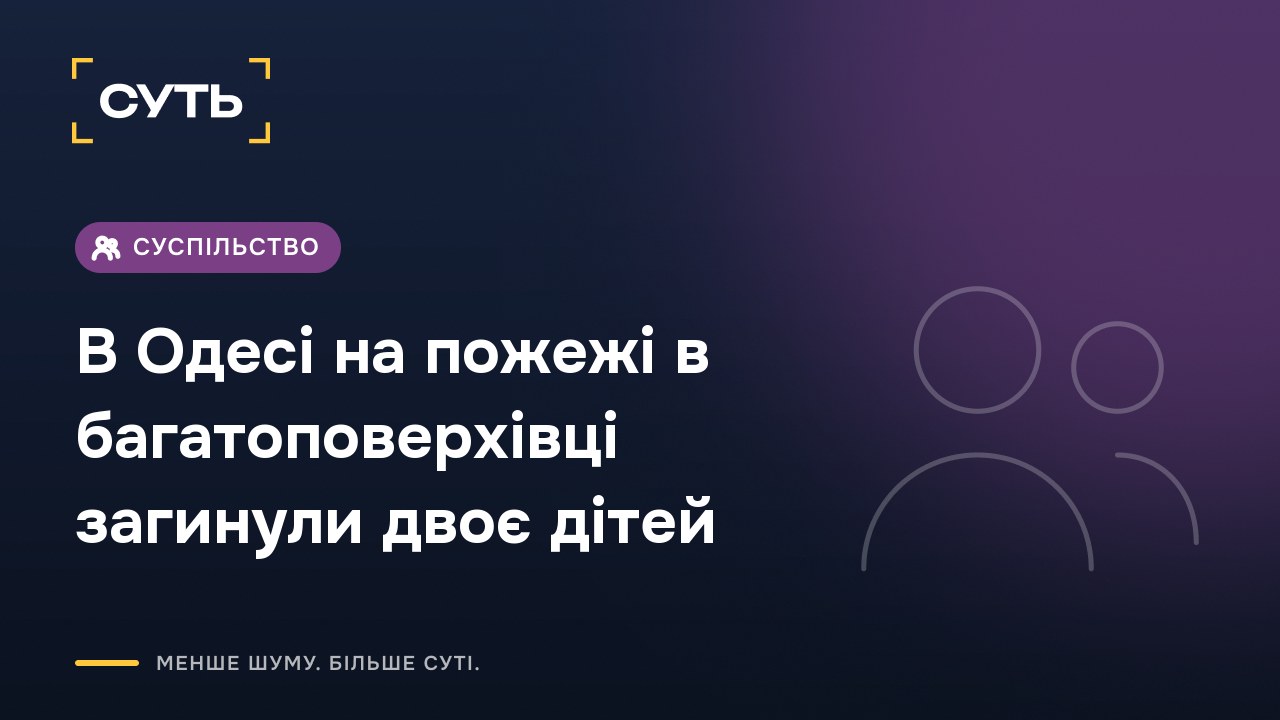 СУТЬ
СУСПІЛЬСТВО
В Одесі на пожежі в
багатоповерхівці
загинули двоє дітей
МЕНШЕ ШУМУ. БІЛЬШЕ СУТІ.